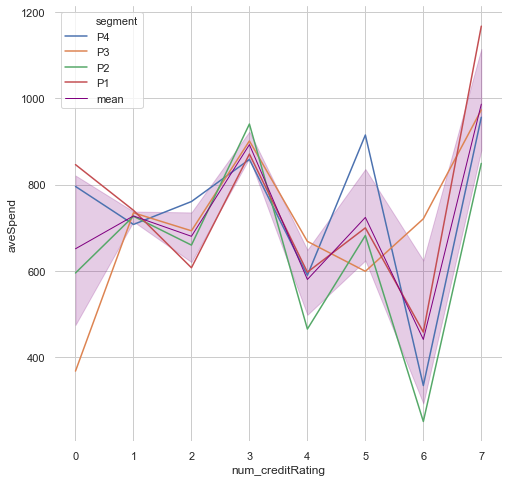 segment
P4
P3
P2
P1
mean
1200
1000
800
600
400
aveSpend
0 1 2 3 4 5 6 7
num_creditRating